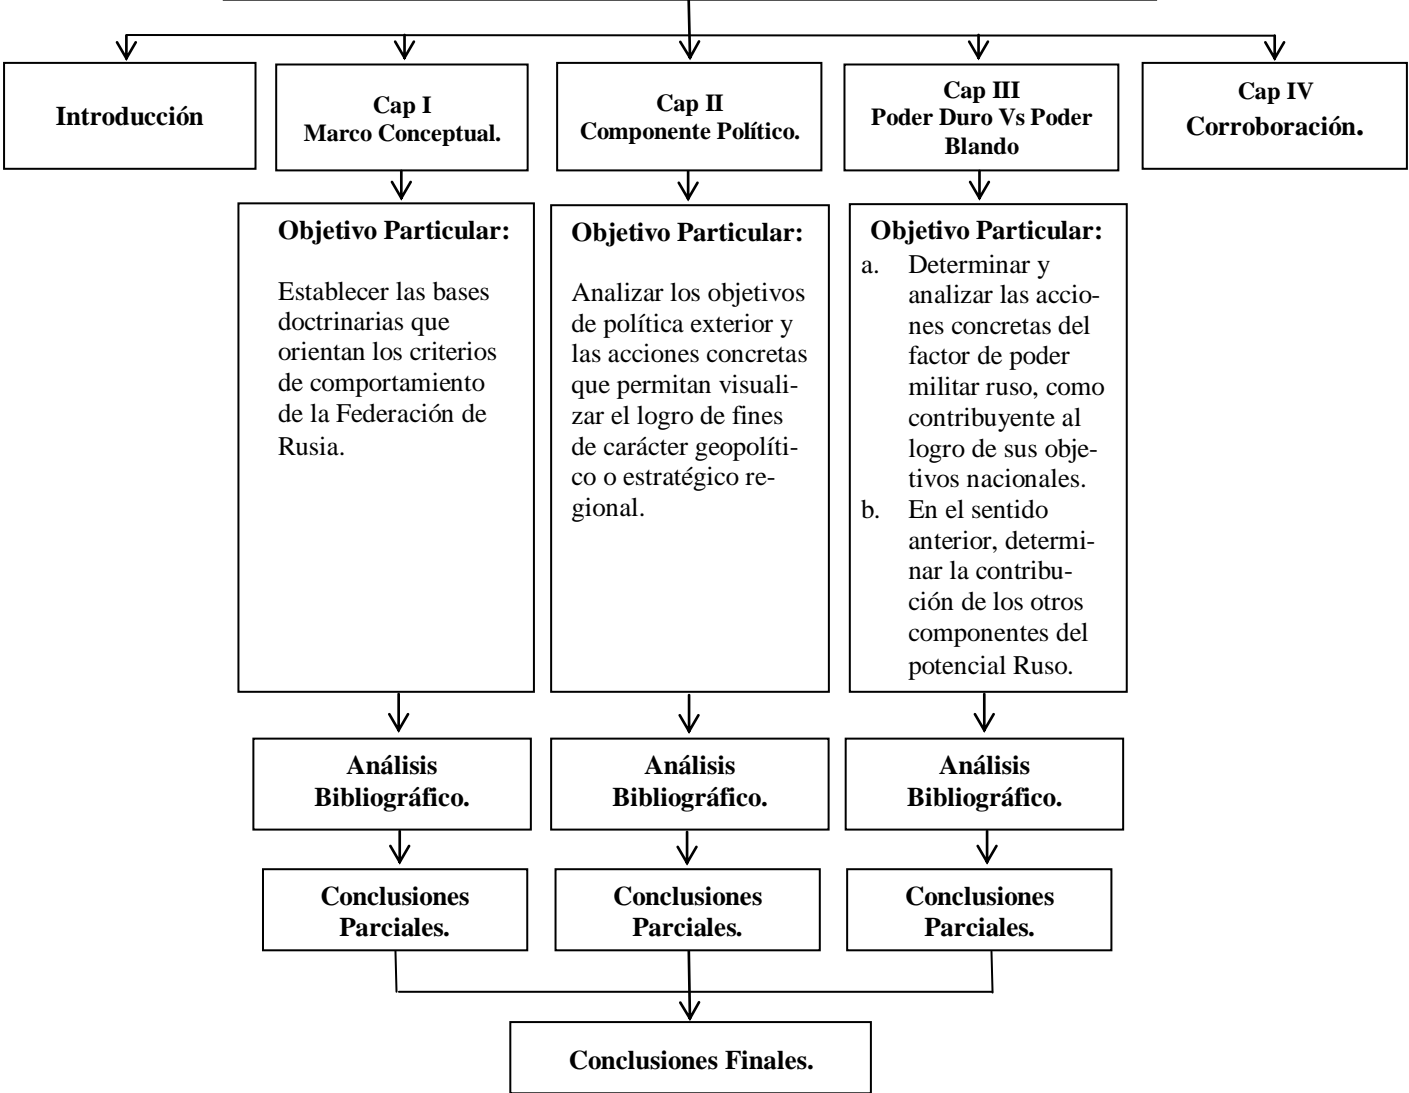 Introducción
Cap I
Marco Conceptual.
Cap II
Componente Político.
Cap III
Poder Duro Vs Poder
Blando
Cap IV
Corroboración.
Objetivo Particular:
Establecer las bases
doctrinarias que
orientan los criterios
de comportamiento
de la Federación de
Rusia.
Objetivo Particular:
Analizar los objetivos
de política exterior y
las acciones concretas
que permitan visuali-
zar el logro de fines
de carácter geopolíti-
co o estratégico re-
gional.
Objetivo Particular:
a. Determinar y
analizar las accio-
nes concretas del
factor de poder
militar ruso, como
contribuyente al
logro de sus obje-
tivos nacionales.
b. En el sentido
anterior, determi-
nar la contribu-
ción de los otros
componentes del
potencial Ruso.
Análisis
Bibliográfico.
Análisis
Bibliográfico.
Análisis
Bibliográfico.
Conclusiones
Parciales.
Conclusiones
Parciales.
Conclusiones
Parciales.
Conclusiones Finales.